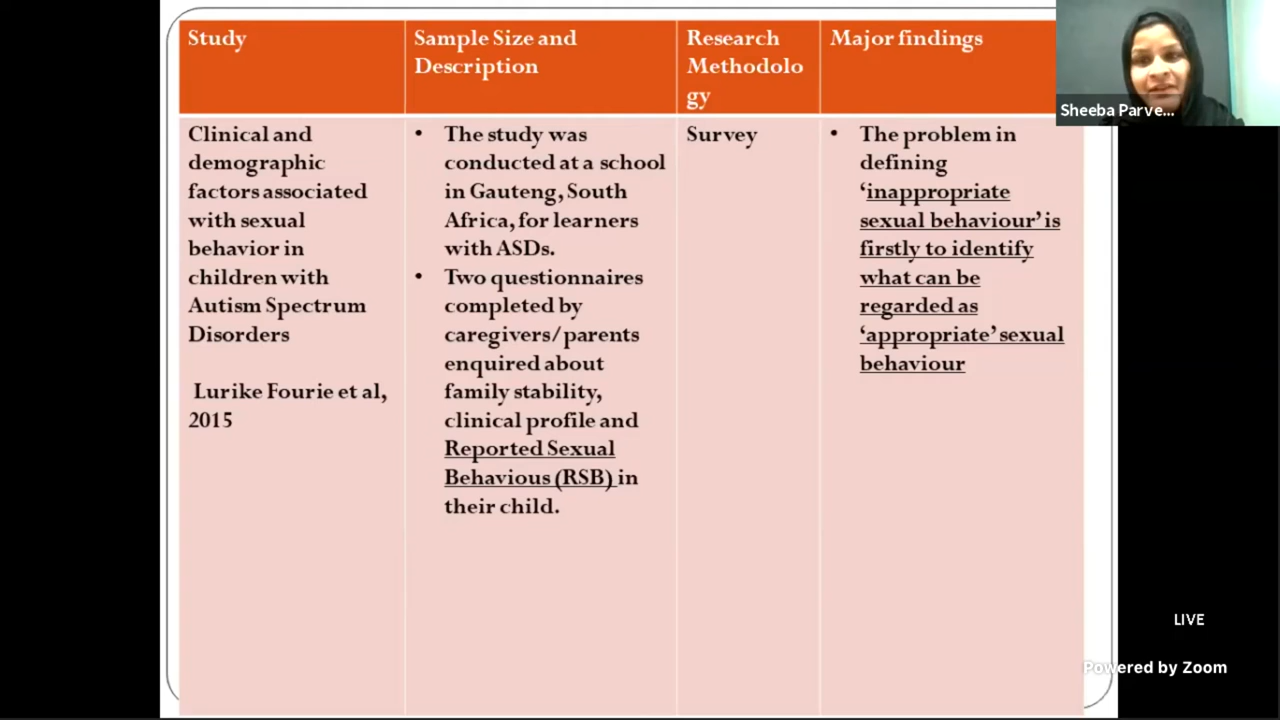 Study
Sample Size and
Description
Research
Methodolo
gy
Major findings
Clinical and
demographic
factors associated
with sexual
behavior in
children with
Autism Spectrum
Disorders
Lurike Fourie et al,
2015
• The study was
conducted at a school
in Gauteng, South
Africa, for learners
with ASDs.
• Two questionnaires
completed by
caregivers/parents
enquired about
family stability,
clinical profile and
Reported Sexual
Behavious (RSB) in
their child.
Survey
• The problem in
defining
‘inappropriate
sexual behaviour’ is
firstly to identify
what can be
regarded as
‘appropriate’ sexual
behaviour
Sheeba Parve...
LIVE
Powered by Zoom